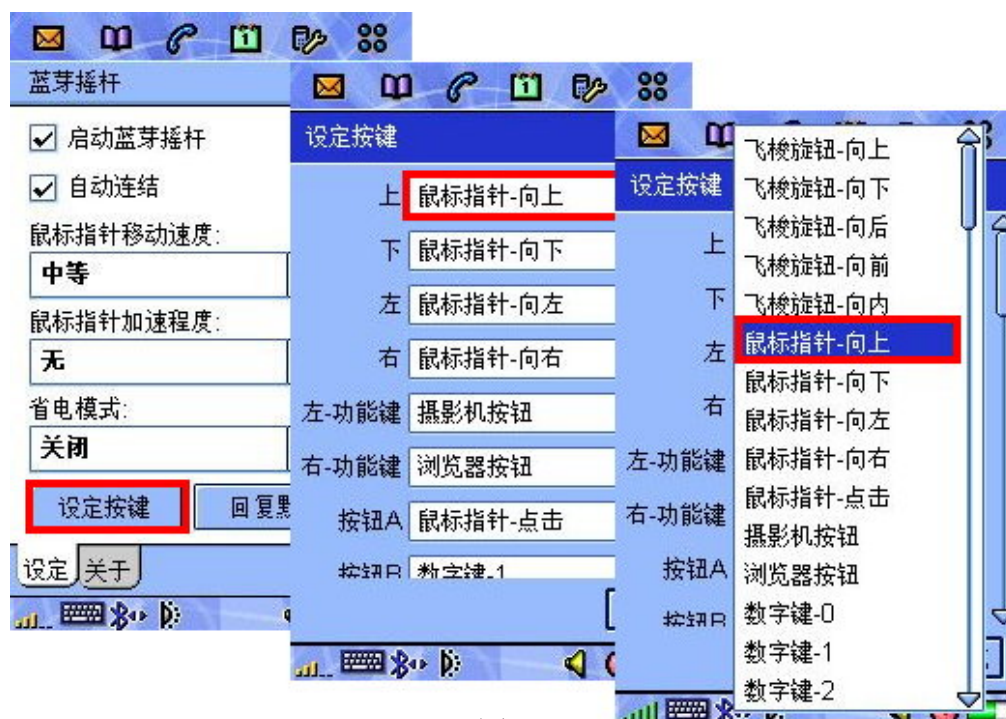 蓝芽摇杆
启动蓝芽摇杆
自动连结
鼠标指针移动速度:
中等
鼠标指针加速程度:
无
省电模式:
关闭
设定按键
回复默
设定
关于
设定按键
上 鼠标指针-向上
下 鼠标指针-向下
左 鼠标指针-向左
右 鼠标指针-向右
左-功能键 摄影机按钮
右-功能键 浏览器按钮
按钮A 鼠标指针-点击
按钮B 数字键-1
设定按键
上
下
左
右
左-功能键
右-功能键
按钮A
按钮B
飞梭旋钮-向上
飞梭旋钮-向下
飞梭旋钮-向后
飞梭旋钮-向前
飞梭旋钮-向内
鼠标指针-向上
鼠标指针-向下
鼠标指针-向左
鼠标指针-向右
鼠标指针-点击
摄影机按钮
浏览器按钮
数字键-0
数字键-1
数字键-2